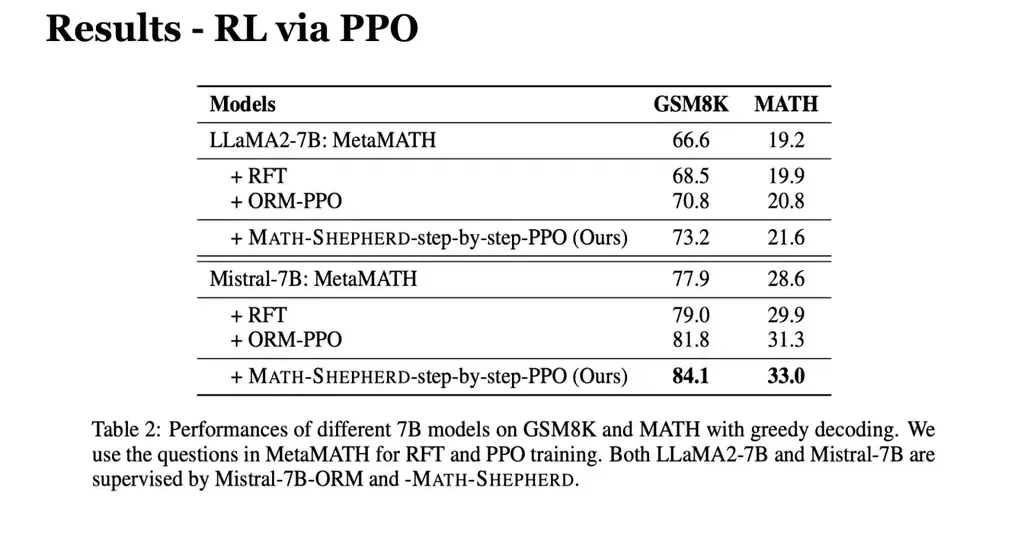 Results - RL via PPO
Models GSM8K MATH
LLaMA2-7B: MetaMATH 66.6 19.2
+ RFT 68.5 19.9
+ ORM-PPO 70.8 20.8
+ MATH-SHEPHERD-step-by-step-PPO (Ours) 73.2 21.6
Mistral-7B: MetaMATH 77.9 28.6
+ RFT 79.0 29.9
+ ORM-PPO 81.8 31.3
+ MATH-SHEPHERD-step-by-step-PPO (Ours) 84.1 33.0
Table 2: Performances of different 7B models on GSM8K and MATH with greedy decoding. We
use the questions in MetaMATH for RFT and PPO training. Both LLaMA2-7B and Mistral-7B are
supervised by Mistral-7B-ORM and -MATH-SHEPHERD.